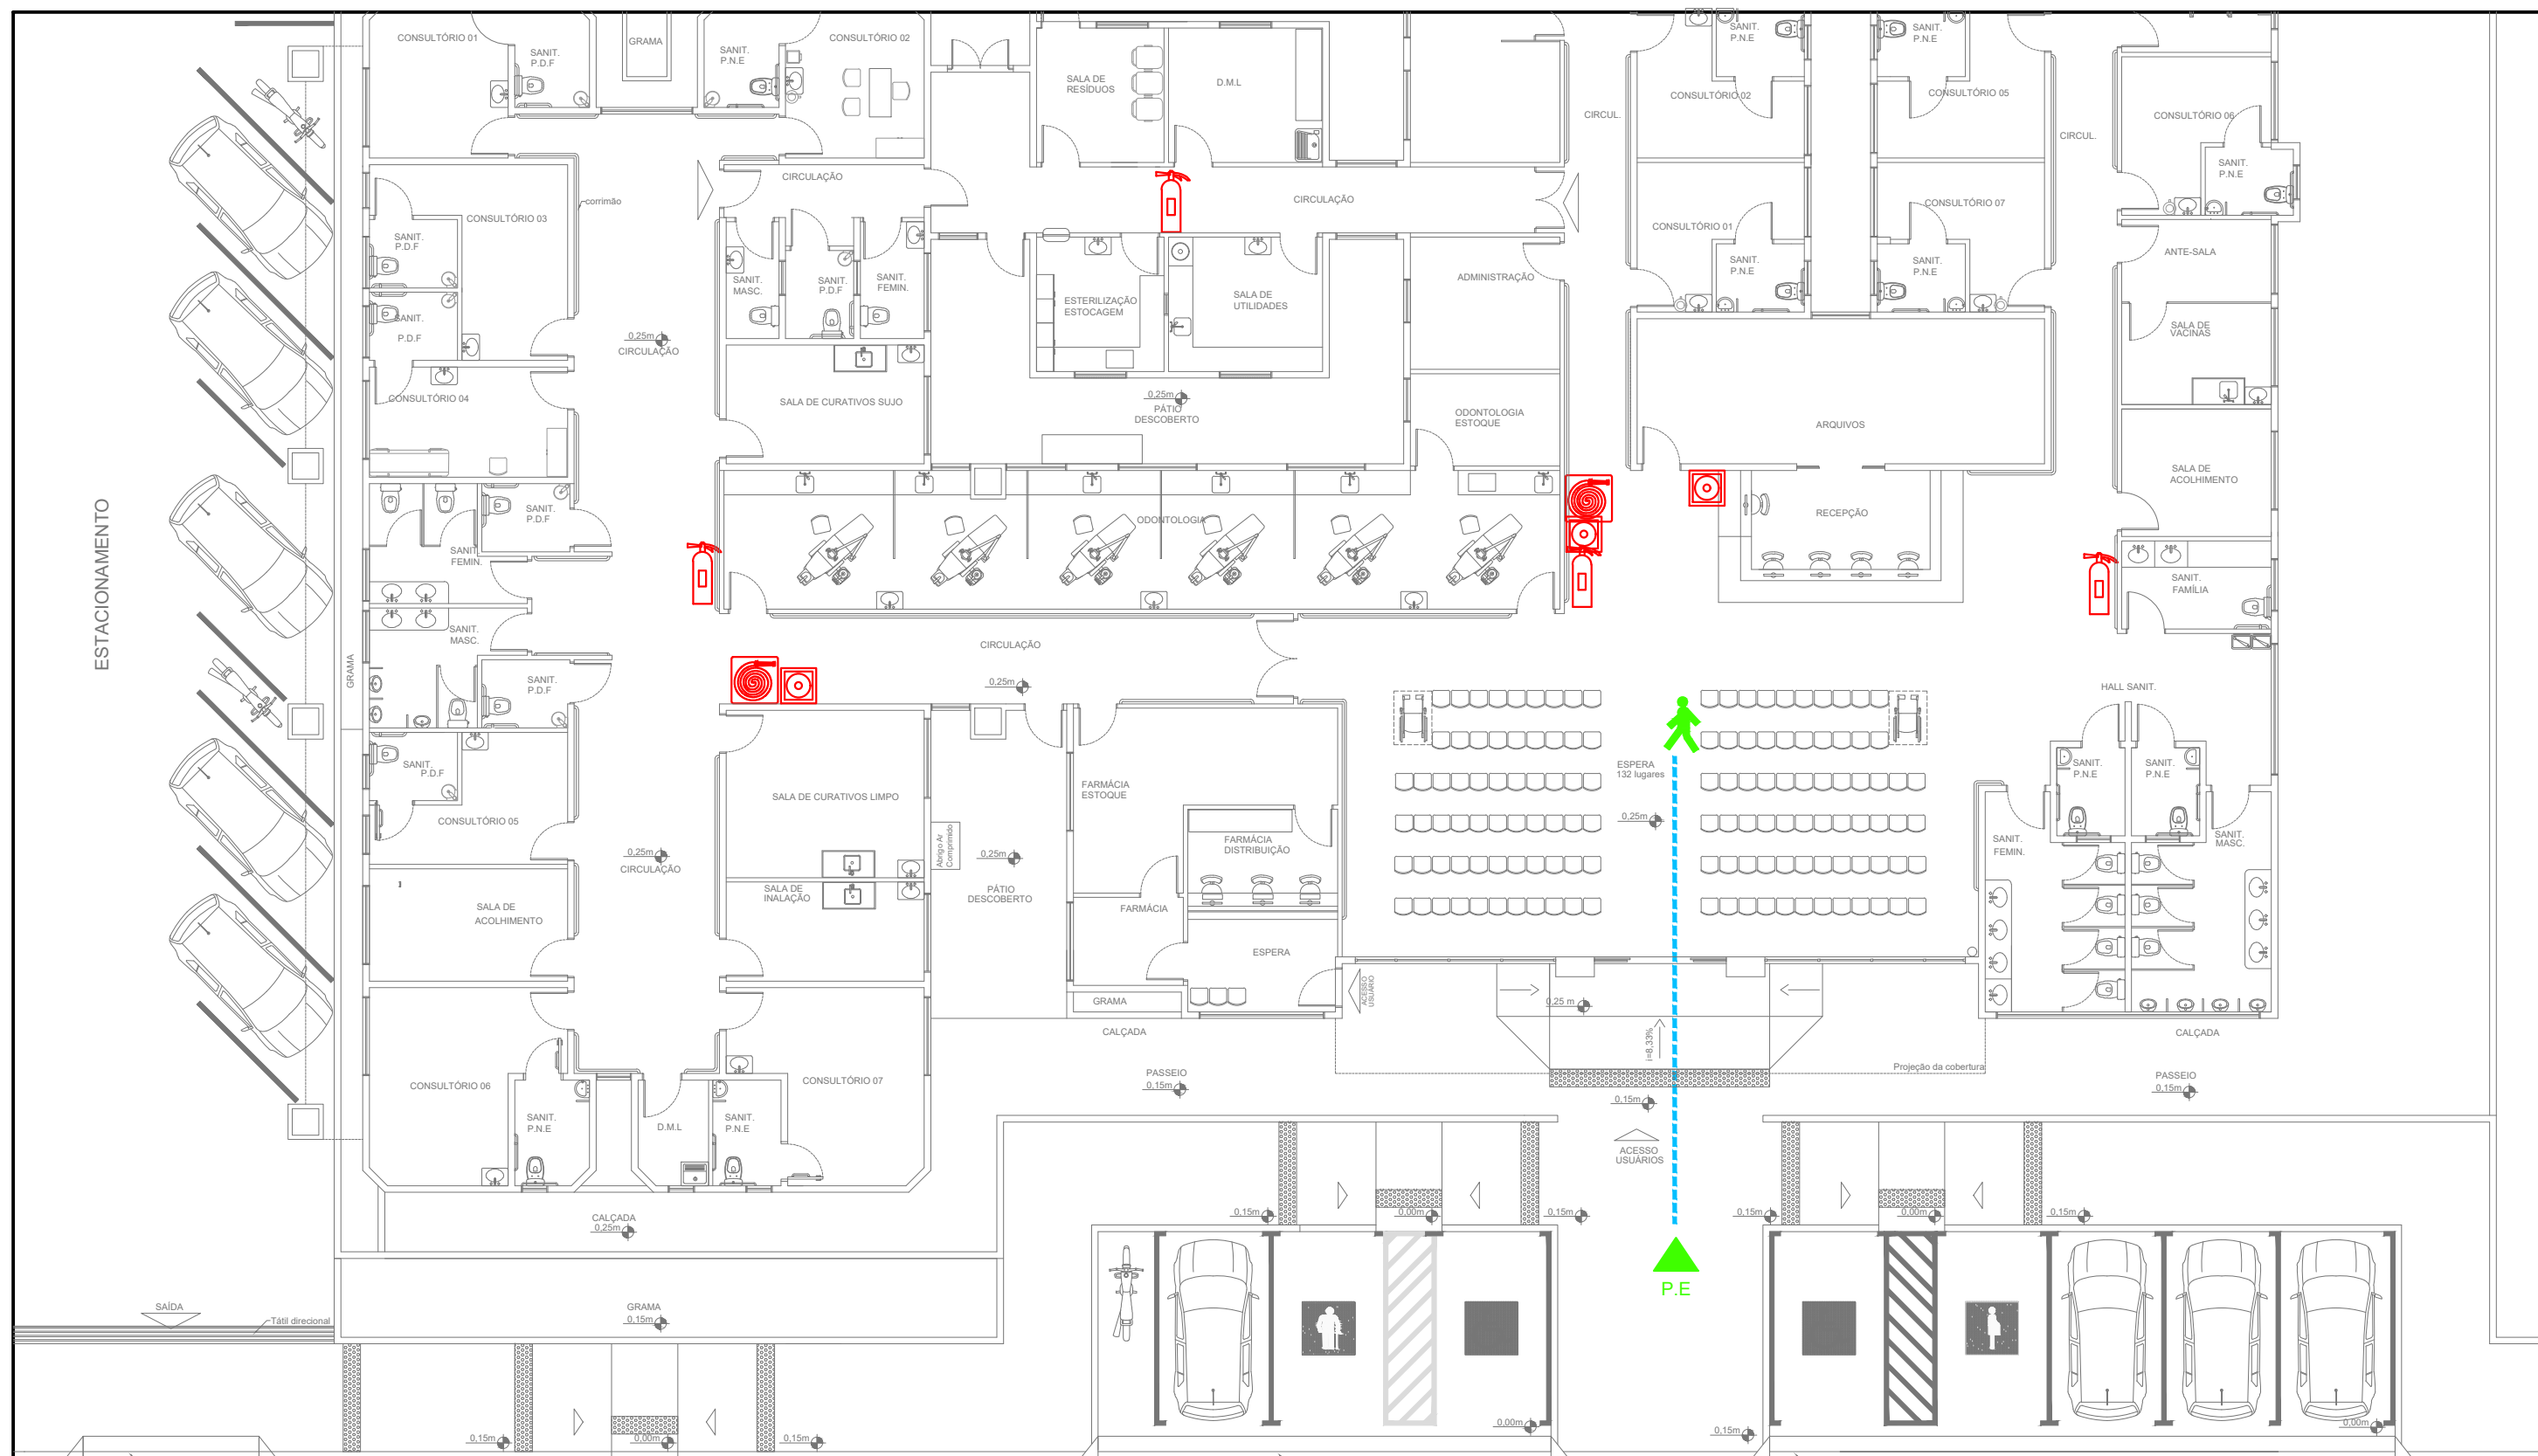 CONSULTÓRIO 01
SANIT.
P.D.F
GRAMA
SANIT.
P.N.E
CONSULTÓRIO 02
SALA DE
RESÍDUOS
D.M.L
CIRCUL.
SANIT.
P.N.E
CONSULTÓRIO 02
SANIT.
P.N.E
CONSULTÓRIO 05
CIRCUL.
CONSULTÓRIO 06
SANIT.
P.N.E
CIRCULAÇÃO
CIRCULAÇÃO
corrimão
CONSULTÓRIO 03
SANIT.
P.D.F
SANIT.
P.D.F
CONSULTÓRIO 01
SANIT.
P.N.E
CONSULTÓRIO 07
SANIT.
P.N.E
ANTE-SALA
SALA DE
VACINAS
SANIT.
MASC.
SANIT.
P.D.F
SANIT.
FEMIN.
ESTERILIZAÇÃO
ESTOCAGEM
SALA DE
UTILIDADES
ADMINISTRAÇÃO
0,25m
CIRCULAÇÃO
CONSULTÓRIO 04
SALA DE CURATIVOS SUJO
0,25m
PÁTIO
DESCOBERTO
ODONTOLOGIA
ESTOQUE
ARQUIVOS
SALA DE
ACOLHIMENTO
ESTACIONAMENTO
SANIT.
P.D.F
SANIT.
FEMIN.
ODONTOLOGIA
RECEPÇÃO
SANIT.
FAMÍLIA
SANIT.
MASC.
GRAMA
SANIT.
P.D.F
CIRCULAÇÃO
0,25m
HALL SANIT.
SANIT.
P.D.F
CONSULTÓRIO 05
SALA DE CURATIVOS LIMPO
FARMÁCIA
ESTOQUE
FARMÁCIA
DISTRIBUIÇÃO
ESPERA
132 lugares
0,25m
SANIT.
P.N.E
SANIT.
P.N.E
SANIT.
FEMIN.
SANIT.
MASC.
0,25m
CIRCULAÇÃO
Abrigo Ar
Comprimido
0,25m
PÁTIO
DESCOBERTO
SALA DE
INALAÇÃO
SALA DE
ACOLHIMENTO
FARMÁCIA
ESPERA
ACESSO
USUÁRIO
GRAMA
CALÇADA
0,25 m
i=8,33%
CALÇADA
Projeção da cobertura
PASSEIO
0,15m
PASSEIO
0,15m
0,15m
CONSULTÓRIO 06
SANIT.
P.N.E
D.M.L
SANIT.
P.N.E
CONSULTÓRIO 07
ACESSO
USUÁRIOS
CALÇADA
0,25m
0,15m
0,00m
0,15m
0,15m
0,00m
0,15m
P.E
SAÍDA
Tátil direcional
GRAMA
0,15m
0,15m
0,00m
0,15m
0,00m
0,15m
0,00m